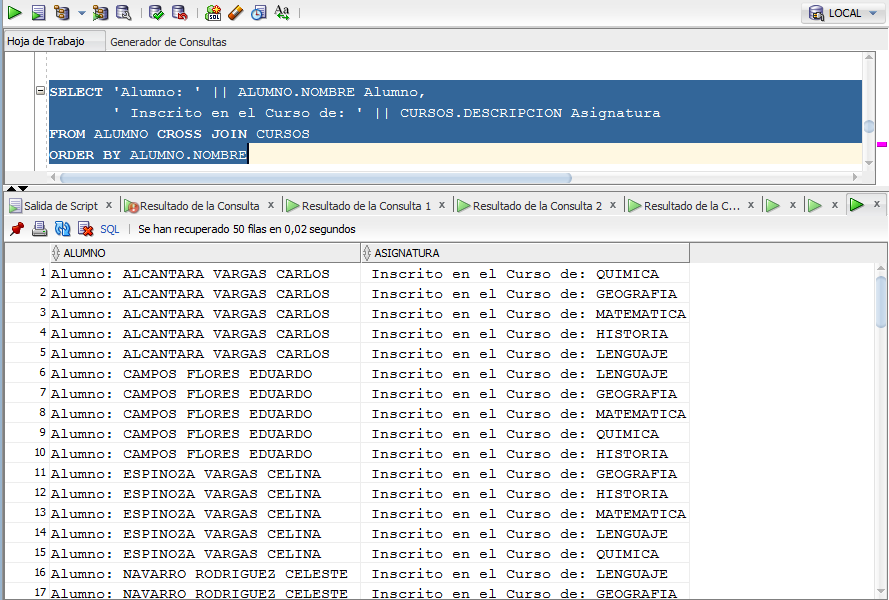 SQL
Aa
LOCAL
Hoja de Trabajo Generador de Consultas
SELECT 'Alumno: ' || ALUMNO.NOMBRE Alumno,
' Inscrito en el Curso de: ' || CURSOS.DESCRIPCION Asignatura
FROM ALUMNO CROSS JOIN CURSOS
ORDER BY ALUMNO.NOMBRE
Salida de Script x Resultado de la Consulta x Resultado de la Consulta 1 x Resultado de la Consulta 2 x Resultado de la C... x x x x
SQL | Se han recuperado 50 filas en 0,02 segundos
ALUMNO ASIGNATURA
1 Alumno: ALCANTARA VARGAS CARLOS Inscrito en el Curso de: QUIMICA
2 Alumno: ALCANTARA VARGAS CARLOS Inscrito en el Curso de: GEOGRAFIA
3 Alumno: ALCANTARA VARGAS CARLOS Inscrito en el Curso de: MATEMATICA
4 Alumno: ALCANTARA VARGAS CARLOS Inscrito en el Curso de: HISTORIA
5 Alumno: ALCANTARA VARGAS CARLOS Inscrito en el Curso de: LENGUAJE
6 Alumno: CAMPOS FLORES EDUARDO Inscrito en el Curso de: LENGUAJE
7 Alumno: CAMPOS FLORES EDUARDO Inscrito en el Curso de: GEOGRAFIA
8 Alumno: CAMPOS FLORES EDUARDO Inscrito en el Curso de: MATEMATICA
9 Alumno: CAMPOS FLORES EDUARDO Inscrito en el Curso de: QUIMICA
10 Alumno: CAMPOS FLORES EDUARDO Inscrito en el Curso de: HISTORIA
11 Alumno: ESPINOZA VARGAS CELINA Inscrito en el Curso de: GEOGRAFIA
12 Alumno: ESPINOZA VARGAS CELINA Inscrito en el Curso de: HISTORIA
13 Alumno: ESPINOZA VARGAS CELINA Inscrito en el Curso de: MATEMATICA
14 Alumno: ESPINOZA VARGAS CELINA Inscrito en el Curso de: LENGUAJE
15 Alumno: ESPINOZA VARGAS CELINA Inscrito en el Curso de: QUIMICA
16 Alumno: NAVARRO RODRIGUEZ CELESTE Inscrito en el Curso de: LENGUAJE
17 Alumno: NAVARRO RODRIGUEZ CELESTE Inscrito en el Curso de: GEOGRAFIA